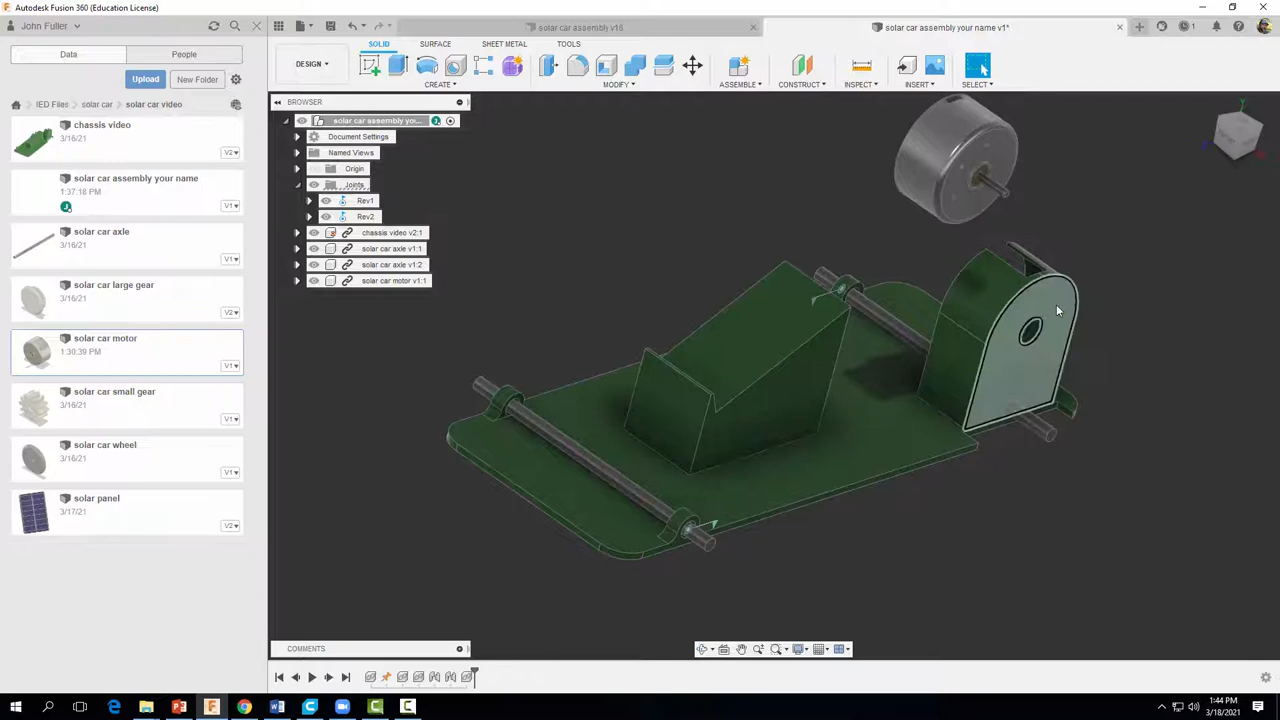 Autodesk Fusion 360 (Education License)
John Fuller
solar car assembly v16
solar car assembly your name v1*
1
Data
People
SOLID
SURFACE
SHEET METAL
TOOLS
Upload
New Folder
DESIGN
CREATE
MODIFY
ASSEMBLE
CONSTRUCT
INSPECT
INSERT
SELECT
IED Files
solar car
solar car video
BROWSER
chassis video
3/16/21
V2
solar car assembly your name
1:37:18 PM
V1
solar car axle
3/16/21
V1
solar car large gear
3/16/21
V2
solar car motor
1:30:39 PM
V1
solar car small gear
3/16/21
V1
solar car wheel
3/16/21
V1
solar panel
3/17/21
V2
solar car assembly yo...
Document Settings
Named Views
Origin
Joints
Rev1
Rev2
chassis video v2:1
solar car axle v1:1
solar car axle v1:2
solar car motor v1:1
COMMENTS
1:44 PM
3/18/2021